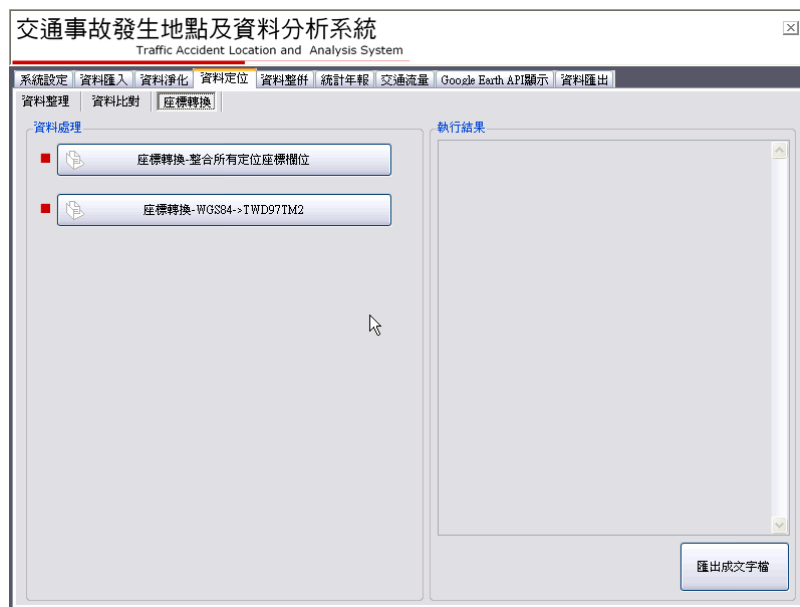 交通事故發生地點及資料分析系統
Traffic Accident Location and Analysis System
系統設定 資料匯入 資料淨化 資料定位 資料整併 統計年報 交通流量 Google Earth API顯示 資料匯出
資料整理 資料比對 座標轉換
資料處理
執行結果
座標轉換-整合所有定位座標欄位
座標轉換-WGS84->TWD97TM2
匯出成文字檔